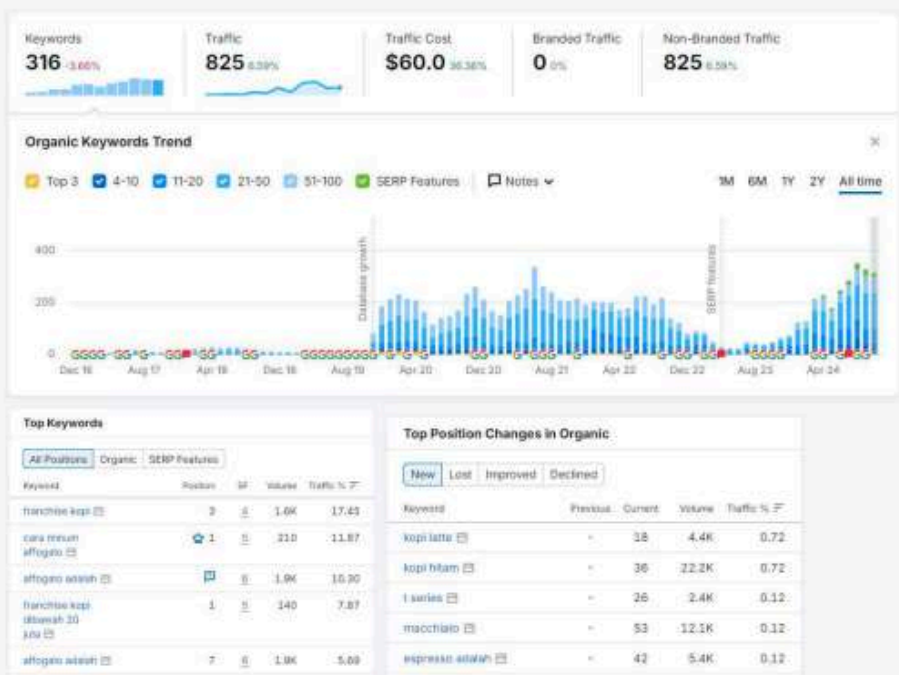 Keywords Traffic Traffic Cost Branded Traffic Non-Branded Traffic
316 -3.66% 825 6.59% $60.0 36.36% 0 0% 825 6.59%
Organic Keywords Trend
Top 3 4-10 11-20 21-50 51-100 SERP Features Notes 1M 6M 1Y 2Y All time
400
200
0
Database growth
SERP features
Dec 16 Aug 17 Apr 18 Dec 18 Aug 19 Apr 20 Dec 20 Aug 21 Apr 22 Dec 22 Aug 23 Apr 24
Top Keywords
All Positions Organic SERP Features
Keyword Position SF Volume Traffic %
franchise kopi 3 4 1.6K 17.45
cara minum 1 5 210 11.87
affogato
affogato adalah 6 1.9K 10.30
franchise kopi 1 5 140 7.87
dibawah 20
juta
affogato adalah 7 6 1.9K 5.69
Top Position Changes in Organic
New Lost Improved Declined
Keyword Previous Current Volume Traffic %
kopi latte - 18 4.4K 0.72
kopi hitam - 36 22.2K 0.72
t series - 26 2.4K 0.12
macchiato - 53 12.1K 0.12
espresso adalah - 42 5.4K 0.12